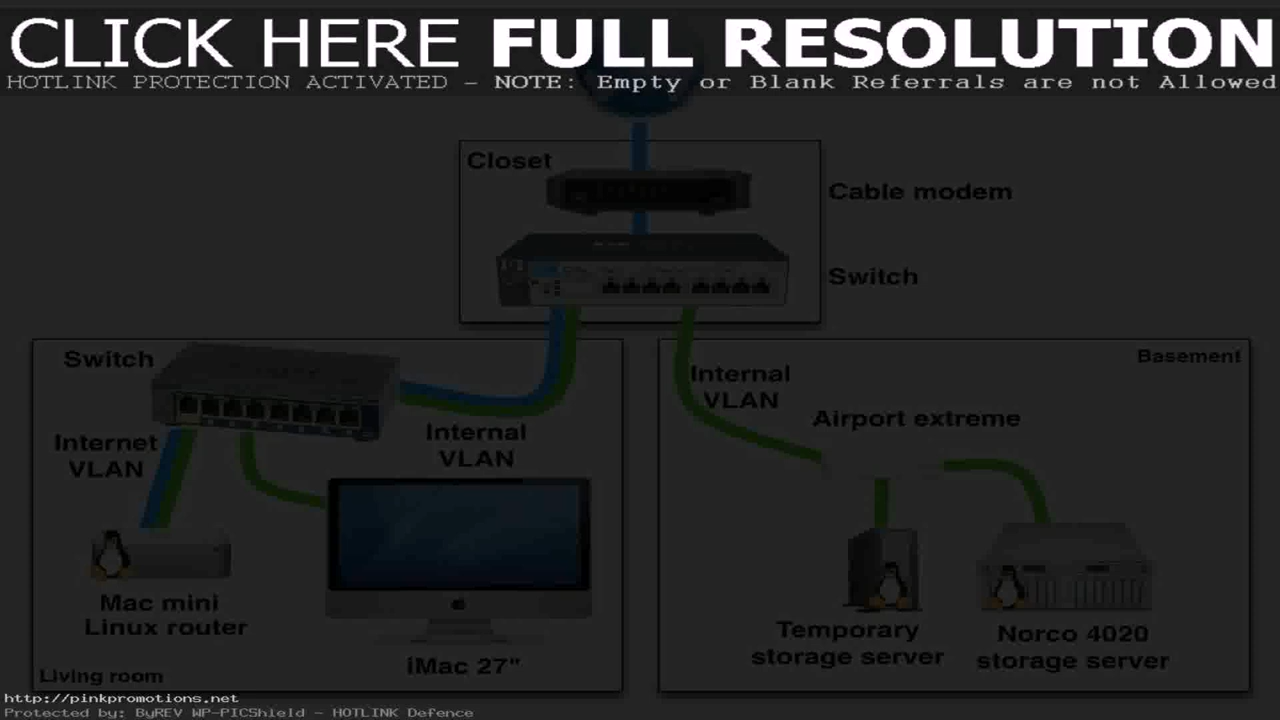 CLICK HERE FULL RESOLUTION
HOTLINK PROTECTION ACTIVATED - NOTE: Empty or Blank Referrals are not Allowed
Closet
Cable modem
Switch
Switch
Basement
Internal
VLAN
Airport extreme
Internet
VLAN
Internal
VLAN
Mac mini
Linux router
iMac 27"
Living room
Temporary
storage server
Norco 4020
storage server
http://pinkpromotions.net
Protected by: ByREV WP-PICShield - HOTLINK Defence